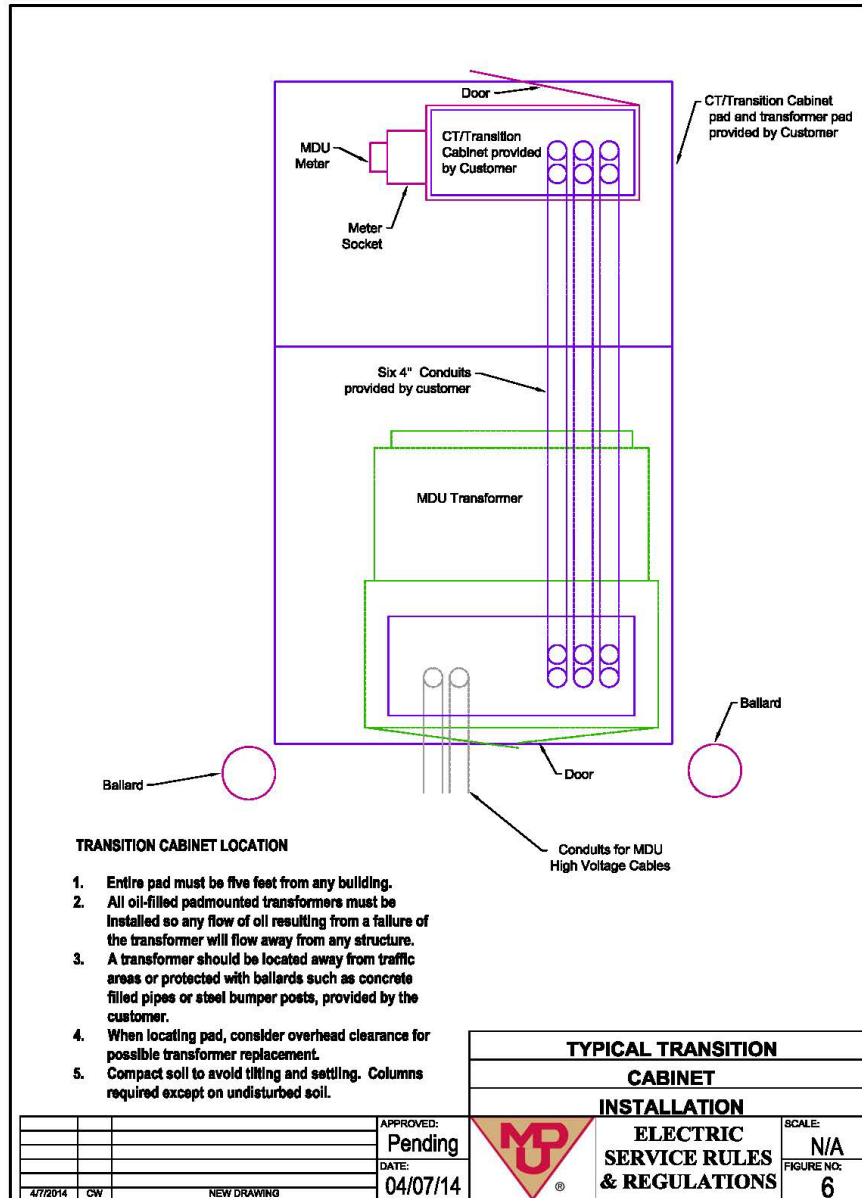 Door
CT/Transition Cabinet
pad and transformer pad
provided by Customer
CT/Transition
Cabinet provided
by Customer
MDU
Meter
Meter
Socket
Six 4" Conduits
provided by customer
MDU Transformer
Ballard
Ballard
Door
Conduits for MDU
High Voltage Cables
TRANSITION CABINET LOCATION
1. Entire pad must be five feet from any building.
2. All oil-filled padmounted transformers must be
installed so any flow of oil resulting from a failure of
the transformer will flow away from any structure.
3. A transformer should be located away from traffic
areas or protected with ballards such as concrete
filled pipes or steel bumper posts, provided by the
customer.
4. When locating pad, consider overhead clearance for
possible transformer replacement.
5. Compact soil to avoid tilting and settling. Columns
required except on undisturbed soil.
TYPICAL TRANSITION
CABINET
INSTALLATION
4/7/2014 CW NEW DRAWING
APPROVED:
Pending
DATE:
04/07/14
MDU
®
ELECTRIC
SERVICE RULES
& REGULATIONS
SCALE:
N/A
FIGURE NO:
6